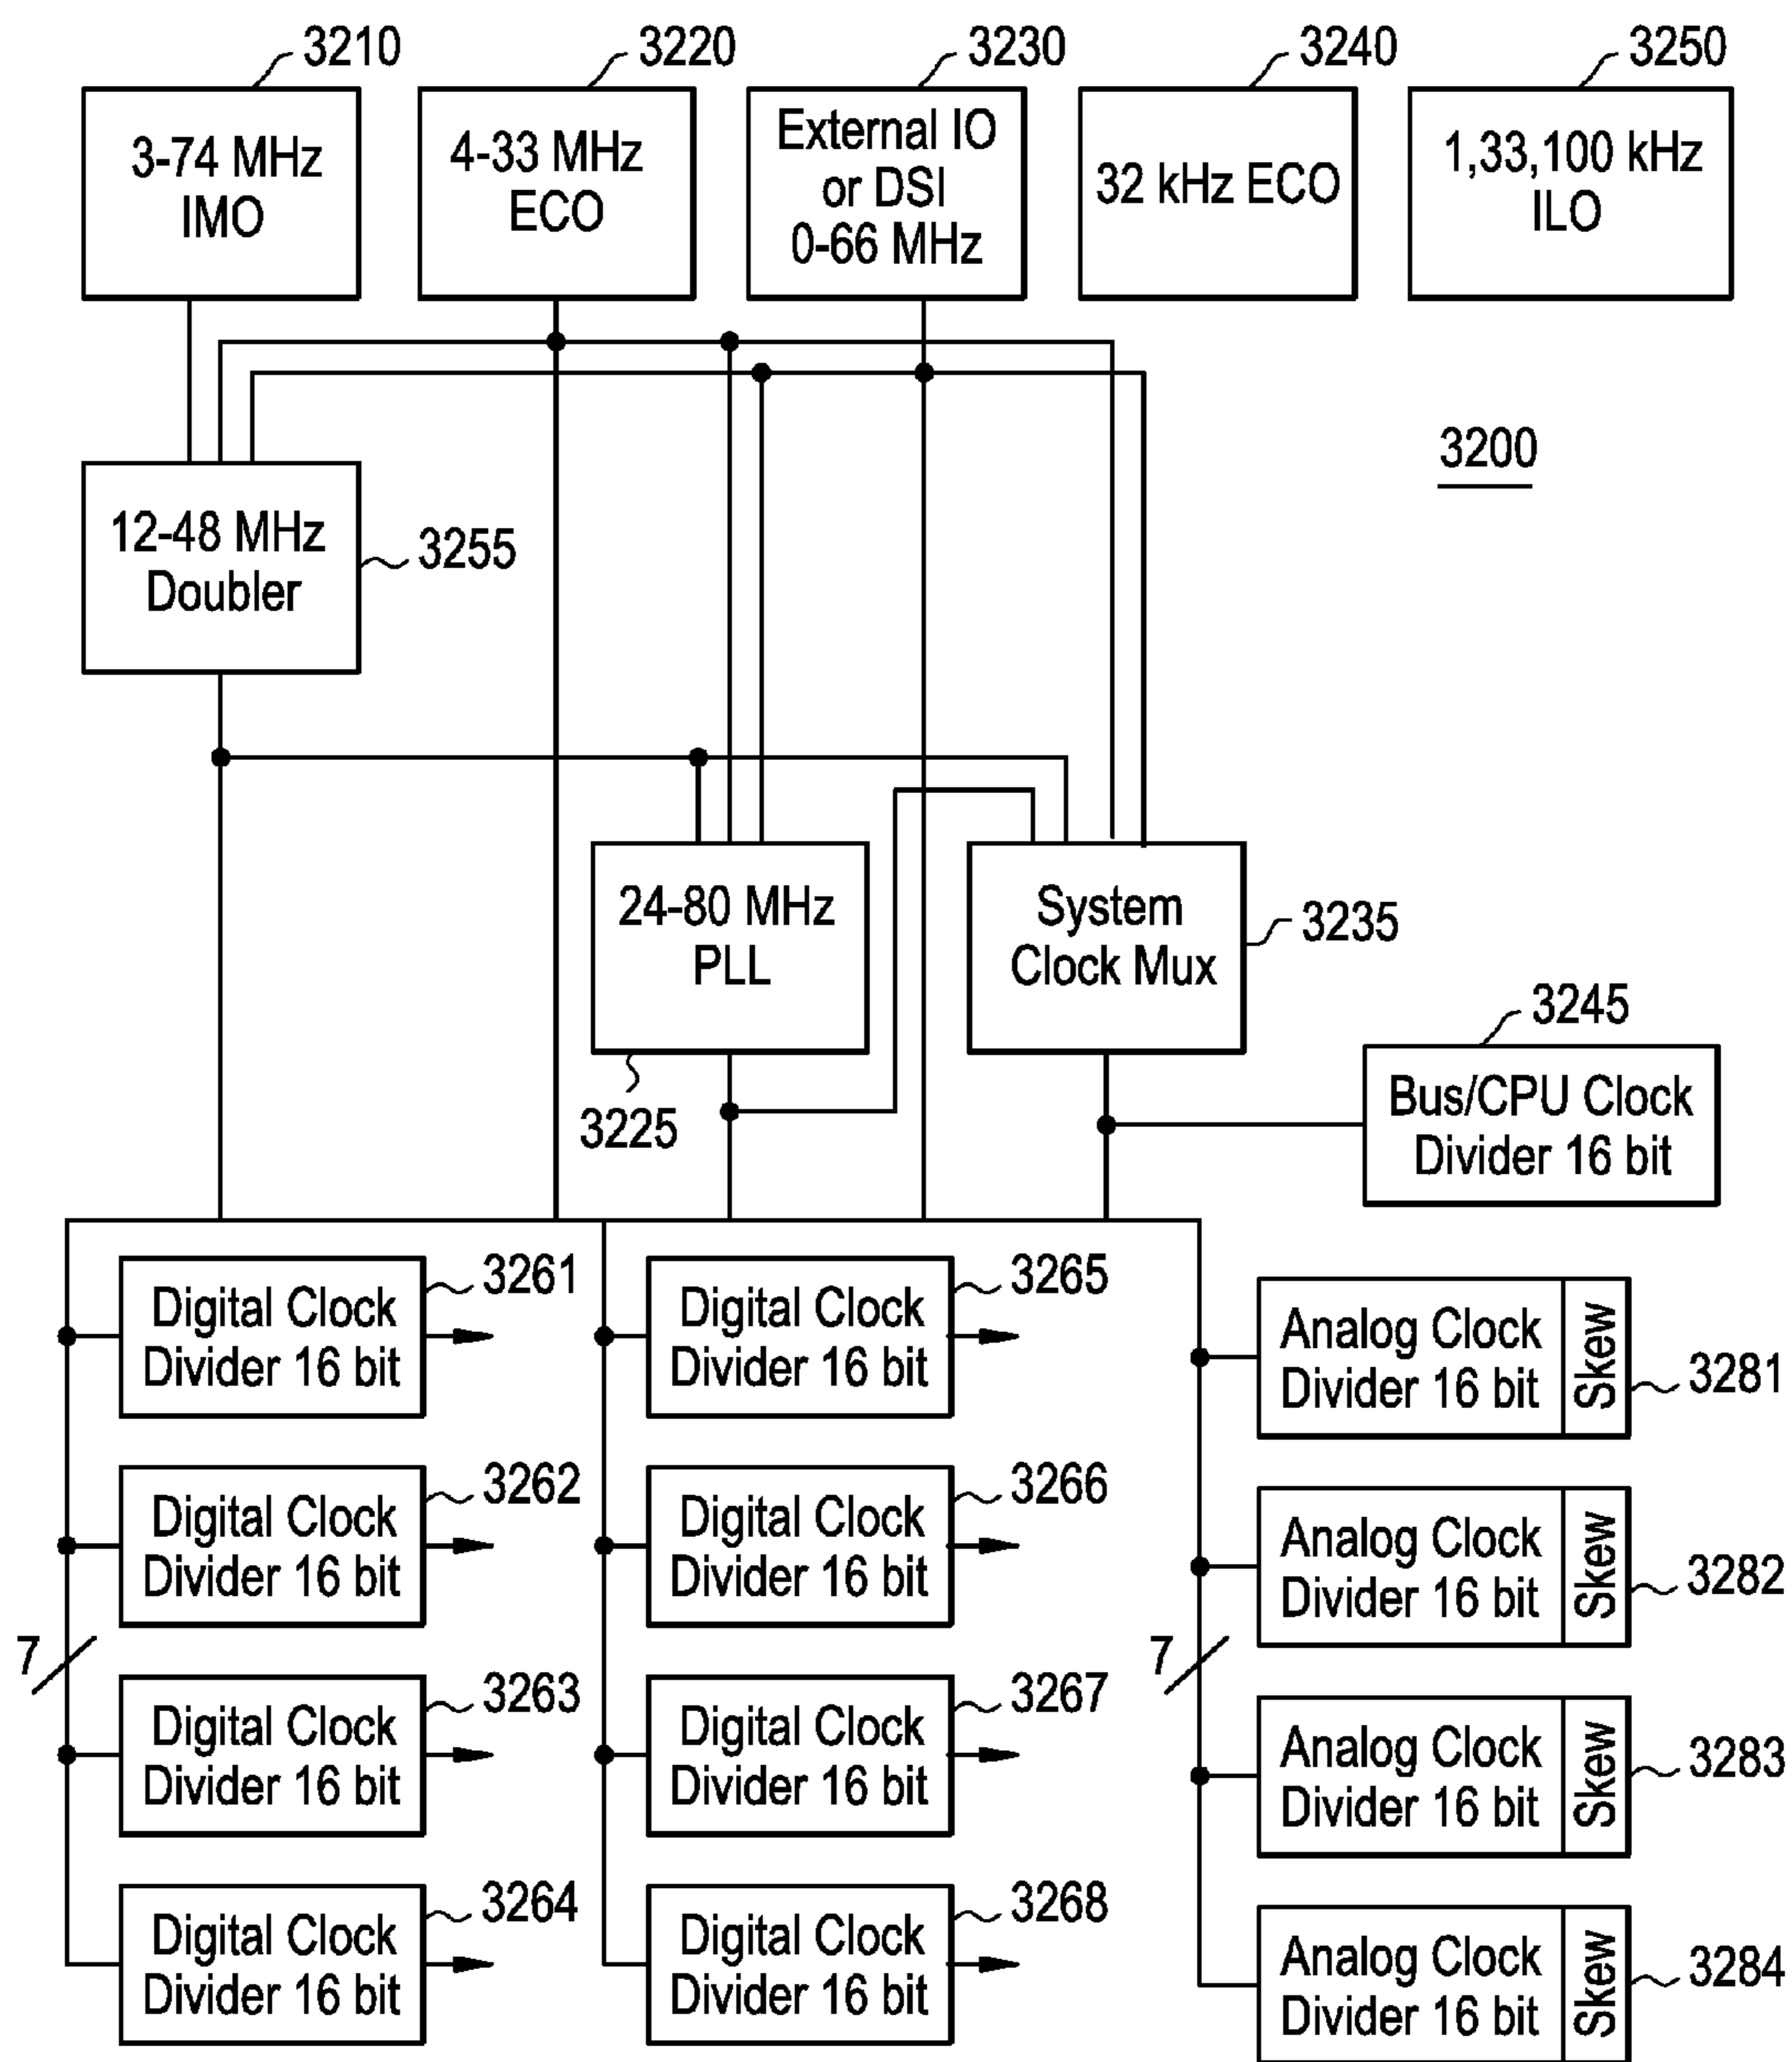 3210
3220
3230
3240
3250
3-74 MHz
IMO
4-33 MHz
ECO
External IO
or DSI
0-66 MHz
32 kHz ECO
1,33,100 kHz
ILO
3200
12-48 MHz
Doubler
3255
24-80 MHz
PLL
3225
System
Clock Mux
3235
3245
Bus/CPU Clock
Divider 16 bit
Digital Clock
Divider 16 bit
3261
Digital Clock
Divider 16 bit
3265
Analog Clock
Divider 16 bit
Skew
3281
Digital Clock
Divider 16 bit
3262
Digital Clock
Divider 16 bit
3266
Analog Clock
Divider 16 bit
Skew
3282
7
7
Digital Clock
Divider 16 bit
3263
Digital Clock
Divider 16 bit
3267
Analog Clock
Divider 16 bit
Skew
3283
Digital Clock
Divider 16 bit
3264
Digital Clock
Divider 16 bit
3268
Analog Clock
Divider 16 bit
Skew
3284